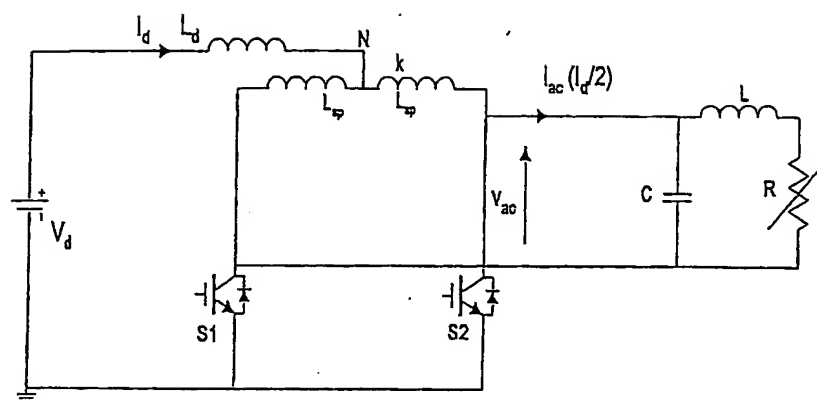 I_d L_d N
k
L_sp L_sp
I_ac (I_d/2)
L
V_ac
C
R
+
V_d
S1
S2